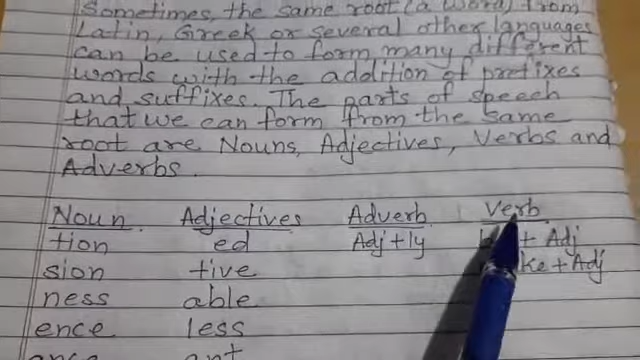 Sometimes, the same root (a word) from
Latin, Greek or several other languages
can be used to form many different
words with the addition of prefixes
and suffixes. The parts of speech
that we can form from the same
root are Nouns, Adjectives, Verbs and
Adverbs.
Noun Adjectives Adverb Verb
tion ed Adj+ly + Adj
sion tive ke + Adj
ness able
ence less
ance ant